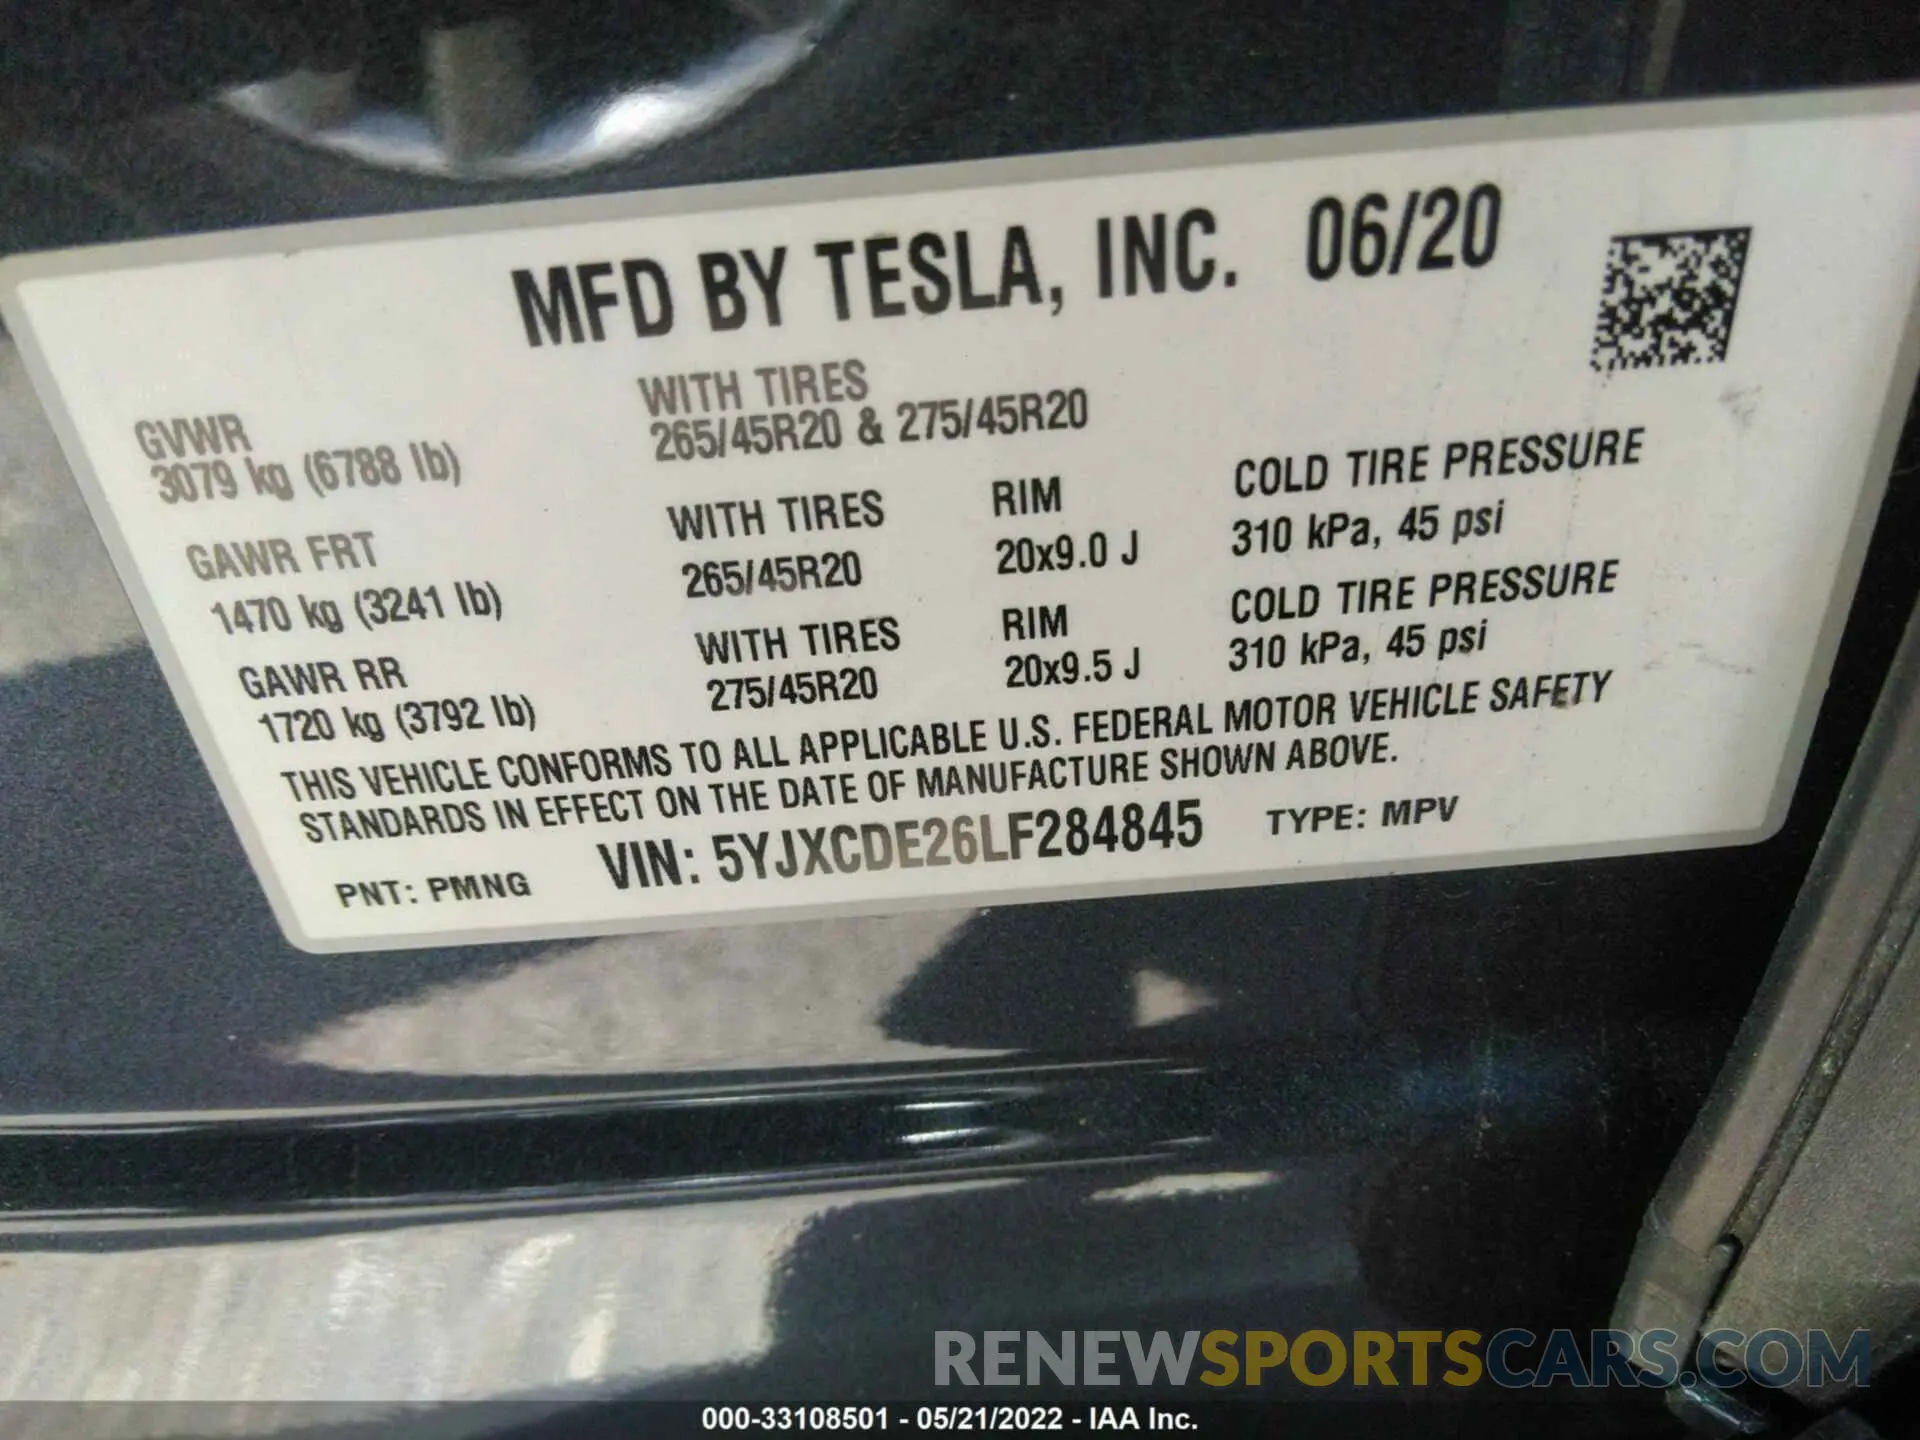 MFD BY TESLA, INC. 06/20
GVWR WITH TIRES
3079 kg (6788 lb) 265/45R20 & 275/45R20
GAWR FRT WITH TIRES RIM COLD TIRE PRESSURE
1470 kg (3241 lb) 265/45R20 20x9.0 J 310 kPa, 45 psi
GAWR RR WITH TIRES RIM COLD TIRE PRESSURE
1720 kg (3792 lb) 275/45R20 20x9.5 J 310 kPa, 45 psi
THIS VEHICLE CONFORMS TO ALL APPLICABLE U.S. FEDERAL MOTOR VEHICLE SAFETY
STANDARDS IN EFFECT ON THE DATE OF MANUFACTURE SHOWN ABOVE.
PNT: PMNG VIN: 5YJXCDE26LF284845 TYPE: MPV
RENEWSPORTSCARS.COM
000-33108501 - 05/21/2022 - IAA Inc.